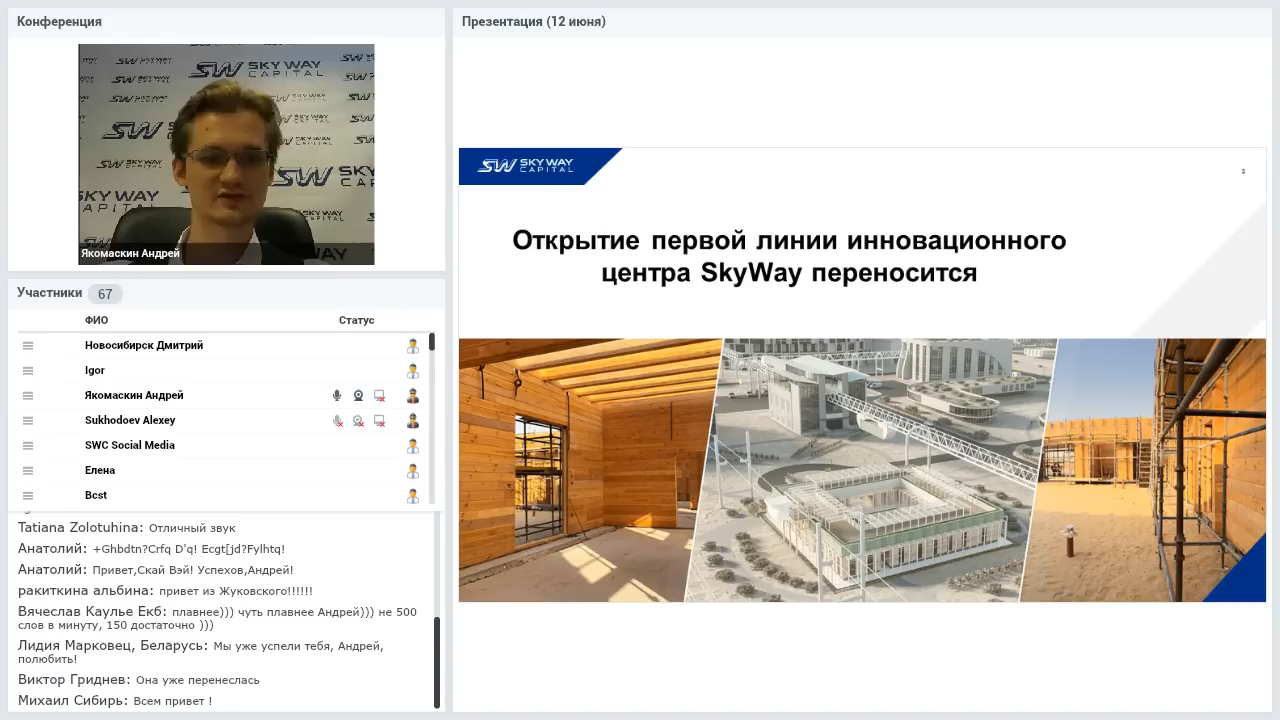 Конференция
SKY WAY
CAPITAL
Якомаскин Андрей
Участники 67
ФИО Статус
Новосибирск Дмитрий
Igor
Якомаскин Андрей
Sukhodoev Alexey
SWC Social Media
Елена
Bcst
Tatiana Zolotuhina: Отличный звук
Анатолий: +Ghbdtn?Crfq D'q! Ecgt[jd?Fylhtq!
Анатолий: Привет,Скай Вэй! Успехов,Андрей!
ракиткина альбина: привет из Жуковского!!!!!!
Вячеслав Каулье Екб: плавнее))) чуть плавнее Андрей))) не 500
слов в минуту, 150 достаточно )))
Лидия Марковец, Беларусь: Мы уже успели тебя, Андрей,
полюбить!
Виктор Гриднев: Она уже перенеслась
Михаил Сибирь: Всем привет !
Презентация (12 июня)
SW SKY WAY
CAPITAL
3
Открытие первой линии инновационного
центра SkyWay переносится